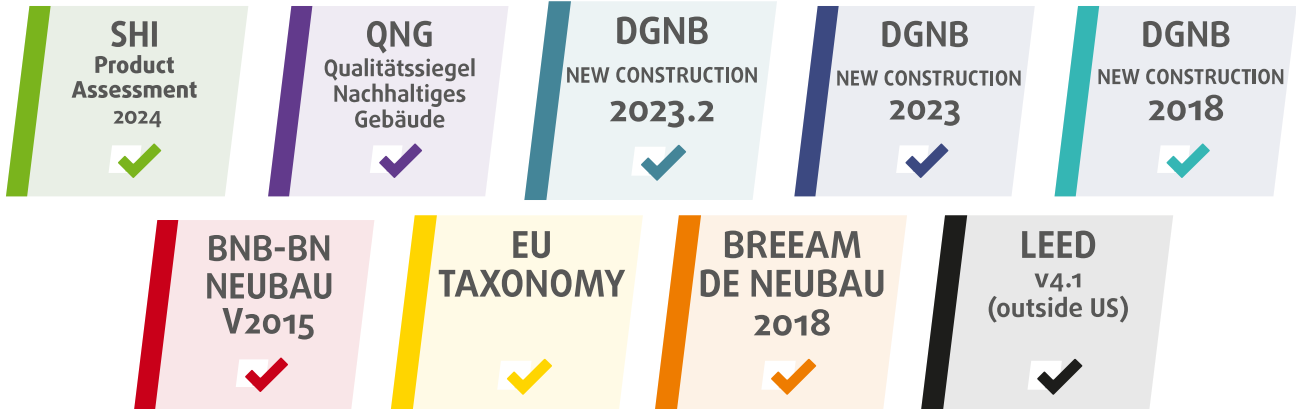 SHI
Product
Assessment
2024
QNG
Qualitätssiegel
Nachhaltiges
Gebäude
DGNB
NEW CONSTRUCTION
2023.2
DGNB
NEW CONSTRUCTION
2023
DGNB
NEW CONSTRUCTION
2018
BNB-BN
NEUBAU
V2015
EU
TAXONOMY
BREEAM
DE NEUBAU
2018
LEED
v4.1
(outside US)